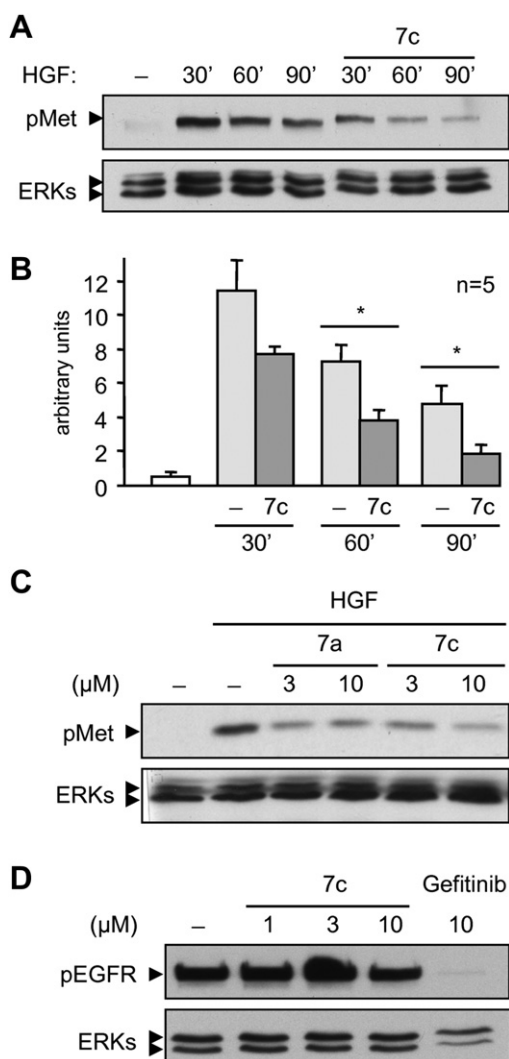 A
7c
HGF: – 30’ 60’ 90’ 30’ 60’ 90’
pMet
ERKs
B
n=5
arbitrary units
12
10
8
6
4
2
0
* *
– 7c – 7c – 7c
30’ 60’ 90’
C
HGF
7a 7c
(µM) – – 3 10 3 10
pMet
ERKs
D
7c Gefitinib
(µM) – 1 3 10 10
pEGFR
ERKs